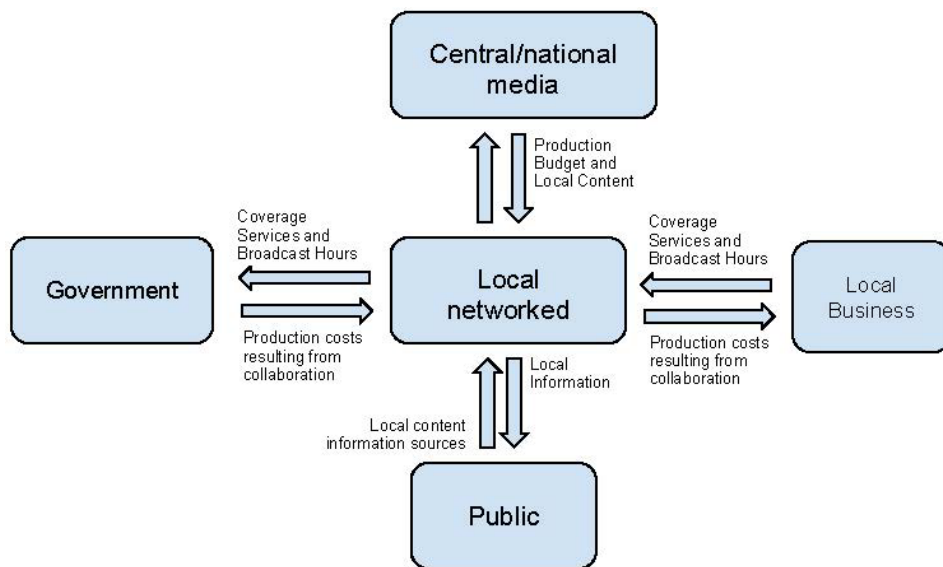 Central/national
media
Production
Budget and
Local Content
Coverage
Services and
Broadcast Hours
Coverage
Services and
Broadcast Hours
Government
Local
networked
Local
Business
Production costs
resulting from
collaboration
Production costs
resulting from
collaboration
Local
Information
Local content
information sources
Public